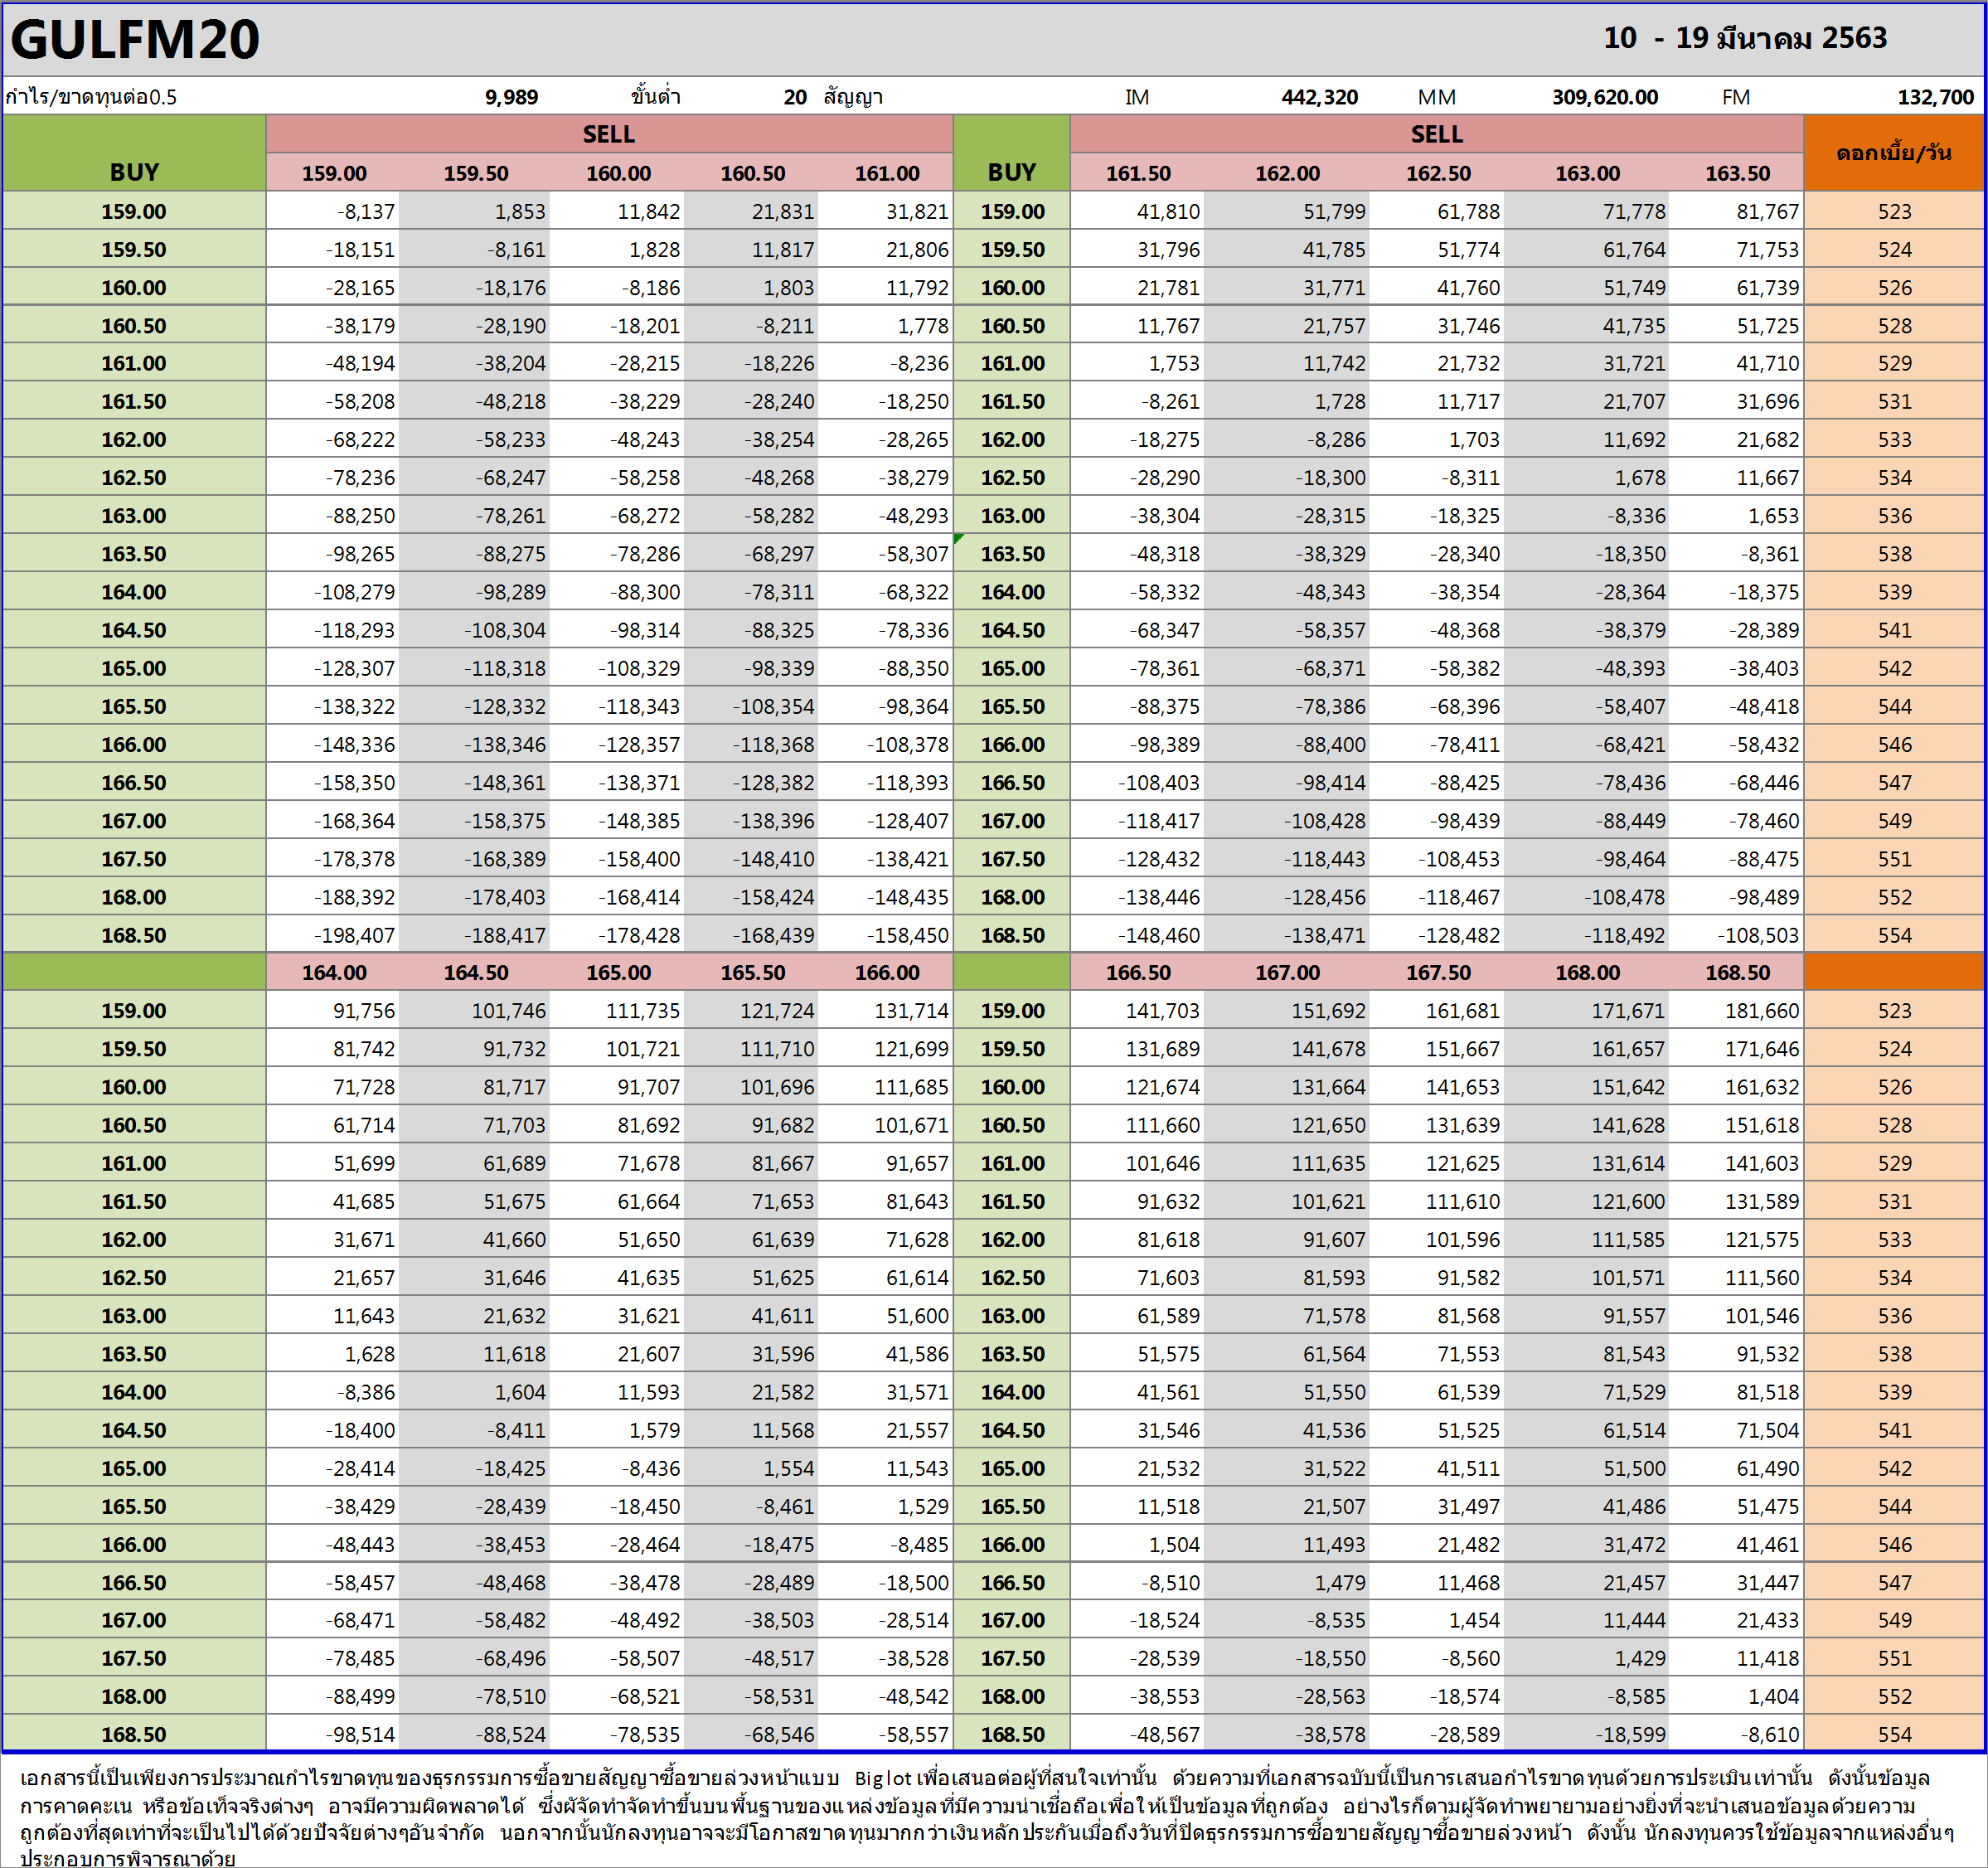 GULFM20 10 - 19 มีนาคม 2563
กำไร/ขาดทุนต่อ0.5 9,989 ขั้นต่ำ 20 สัญญา IM 442,320 MM 309,620.00 FM 132,700
BUY SELL BUY SELL ดอกเบี้ย/วัน
159.00 159.50 160.00 160.50 161.00 161.50 162.00 162.50 163.00 163.50
159.00 -8,137 1,853 11,842 21,831 31,821 159.00 41,810 51,799 61,788 71,778 81,767 523
159.50 -18,151 -8,161 1,828 11,817 21,806 159.50 31,796 41,785 51,774 61,764 71,753 524
160.00 -28,165 -18,176 -8,186 1,803 11,792 160.00 21,781 31,771 41,760 51,749 61,739 526
160.50 -38,179 -28,190 -18,201 -8,211 1,778 160.50 11,767 21,757 31,746 41,735 51,725 528
161.00 -48,194 -38,204 -28,215 -18,226 -8,236 161.00 1,753 11,742 21,732 31,721 41,710 529
161.50 -58,208 -48,218 -38,229 -28,240 -18,250 161.50 -8,261 1,728 11,717 21,707 31,696 531
162.00 -68,222 -58,233 -48,243 -38,254 -28,265 162.00 -18,275 -8,286 1,703 11,692 21,682 533
162.50 -78,236 -68,247 -58,258 -48,268 -38,279 162.50 -28,290 -18,300 -8,311 1,678 11,667 534
163.00 -88,250 -78,261 -68,272 -58,282 -48,293 163.00 -38,304 -28,315 -18,325 -8,336 1,653 536
163.50 -98,265 -88,275 -78,286 -68,297 -58,307 163.50 -48,318 -38,329 -28,340 -18,350 -8,361 538
164.00 -108,279 -98,289 -88,300 -78,311 -68,322 164.00 -58,332 -48,343 -38,354 -28,364 -18,375 539
164.50 -118,293 -108,304 -98,314 -88,325 -78,336 164.50 -68,347 -58,357 -48,368 -38,379 -28,389 541
165.00 -128,307 -118,318 -108,329 -98,339 -88,350 165.00 -78,361 -68,371 -58,382 -48,393 -38,403 542
165.50 -138,322 -128,332 -118,343 -108,354 -98,364 165.50 -88,375 -78,386 -68,396 -58,407 -48,418 544
166.00 -148,336 -138,346 -128,357 -118,368 -108,378 166.00 -98,389 -88,400 -78,411 -68,421 -58,432 546
166.50 -158,350 -148,361 -138,371 -128,382 -118,393 166.50 -108,403 -98,414 -88,425 -78,436 -68,446 547
167.00 -168,364 -158,375 -148,385 -138,396 -128,407 167.00 -118,417 -108,428 -98,439 -88,449 -78,460 549
167.50 -178,378 -168,389 -158,400 -148,410 -138,421 167.50 -128,432 -118,443 -108,453 -98,464 -88,475 551
168.00 -188,392 -178,403 -168,414 -158,424 -148,435 168.00 -138,446 -128,456 -118,467 -108,478 -98,489 552
168.50 -198,407 -188,417 -178,428 -168,439 -158,450 168.50 -148,460 -138,471 -128,482 -118,492 -108,503 554
164.00 164.50 165.00 165.50 166.00 166.50 167.00 167.50 168.00 168.50
159.00 91,756 101,746 111,735 121,724 131,714 159.00 141,703 151,692 161,681 171,671 181,660 523
159.50 81,742 91,732 101,721 111,710 121,699 159.50 131,689 141,678 151,667 161,657 171,646 524
160.00 71,728 81,717 91,707 101,696 111,685 160.00 121,674 131,664 141,653 151,642 161,632 526
160.50 61,714 71,703 81,692 91,682 101,671 160.50 111,660 121,650 131,639 141,628 151,618 528
161.00 51,699 61,689 71,678 81,667 91,657 161.00 101,646 111,635 121,625 131,614 141,603 529
161.50 41,685 51,675 61,664 71,653 81,643 161.50 91,632 101,621 111,610 121,600 131,589 531
162.00 31,671 41,660 51,650 61,639 71,628 162.00 81,618 91,607 101,596 111,585 121,575 533
162.50 21,657 31,646 41,635 51,625 61,614 162.50 71,603 81,593 91,582 101,571 111,560 534
163.00 11,643 21,632 31,621 41,611 51,600 163.00 61,589 71,578 81,568 91,557 101,546 536
163.50 1,628 11,618 21,607 31,596 41,586 163.50 51,575 61,564 71,553 81,543 91,532 538
164.00 -8,386 1,604 11,593 21,582 31,571 164.00 41,561 51,550 61,539 71,529 81,518 539
164.50 -18,400 -8,411 1,579 11,568 21,557 164.50 31,546 41,536 51,525 61,514 71,504 541
165.00 -28,414 -18,425 -8,436 1,554 11,543 165.00 21,532 31,522 41,511 51,500 61,490 542
165.50 -38,429 -28,439 -18,450 -8,461 1,529 165.50 11,518 21,507 31,497 41,486 51,475 544
166.00 -48,443 -38,453 -28,464 -18,475 -8,485 166.00 1,504 11,493 21,482 31,472 41,461 546
166.50 -58,457 -48,468 -38,478 -28,489 -18,500 166.50 -8,510 1,479 11,468 21,457 31,447 547
167.00 -68,471 -58,482 -48,492 -38,503 -28,514 167.00 -18,524 -8,535 1,454 11,444 21,433 549
167.50 -78,485 -68,496 -58,507 -48,517 -38,528 167.50 -28,539 -18,550 -8,560 1,429 11,418 551
168.00 -88,499 -78,510 -68,521 -58,531 -48,542 168.00 -38,553 -28,563 -18,574 -8,585 1,404 552
168.50 -98,514 -88,524 -78,535 -68,546 -58,557 168.50 -48,567 -38,578 -28,589 -18,599 -8,610 554
เอกสารนี้เป็นเพียงการประมาณกำไรขาดทุนของธุรกรรมการซื้อขายสัญญาซื้อขายล่วงหน้าแบบ Big lot เพื่อเสนอต่อผู้ที่สนใจเท่านั้น ด้วยความที่เอกสารฉบับนี้เป็นการเสนอกำไรขาดทุนด้วยการประเมินเท่านั้น ดังนั้นข้อมูล
การคาดคะเน หรือข้อเท็จจริงต่างๆ อาจมีความผิดพลาดได้ ซึ่งผัจัดทำจัดทำขึ้นบนพื้นฐานของแหล่งข้อมูลที่มีความน่าเชื่อถือเพื่อให้เป็นข้อมูลที่ถูกต้อง อย่างไรก็ตามผู้จัดทำพยายามอย่างยิ่งที่จะนำเสนอข้อมูลด้วยความ
ถูกต้องที่สุดเท่าที่จะเป็นไปได้ด้วยปัจจัยต่างๆอันจำกัด นอกจากนั้นนักลงทุนอาจจะมีโอกาสขาดทุนมากกว่าเงินหลักประกันเมื่อถึงวันที่ปิดธุรกรรมการซื้อขายสัญญาซื้อขายล่วงหน้า ดังนั้น นักลงทุนควรใช้ข้อมูลจากแหล่งอื่นๆ
ประกอบการพิจารณาด้วย